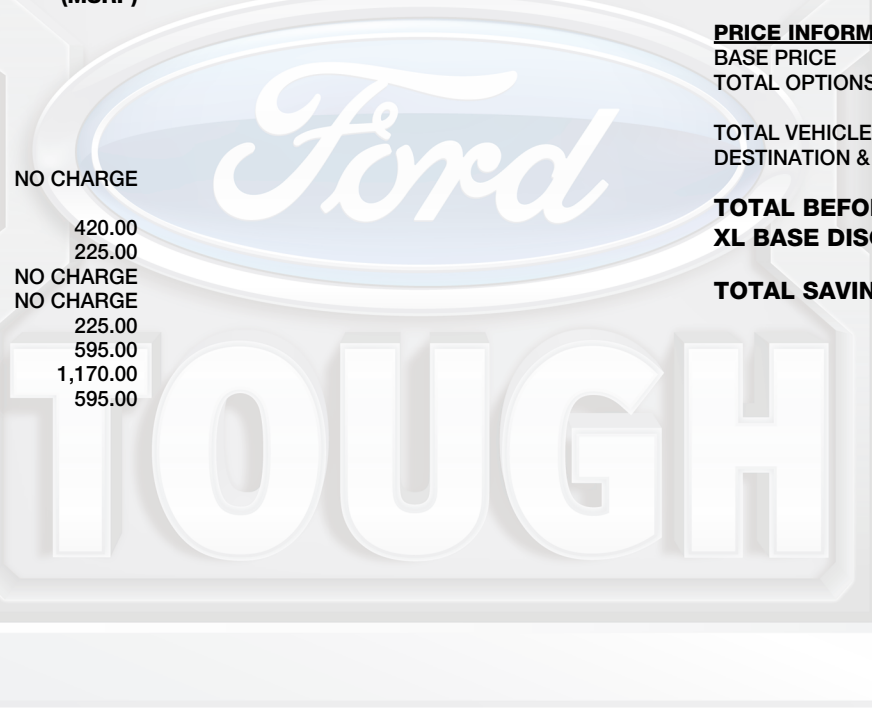 (MSRP)
NO CHARGE
420.00
225.00
NO CHARGE
NO CHARGE
225.00
595.00
1,170.00
595.00
PRICE INFORM
BASE PRICE
TOTAL OPTIONS
TOTAL VEHICLE
DESTINATION &
TOTAL BEFO
XL BASE DIS
TOTAL SAVIN
Ford
TOUGH